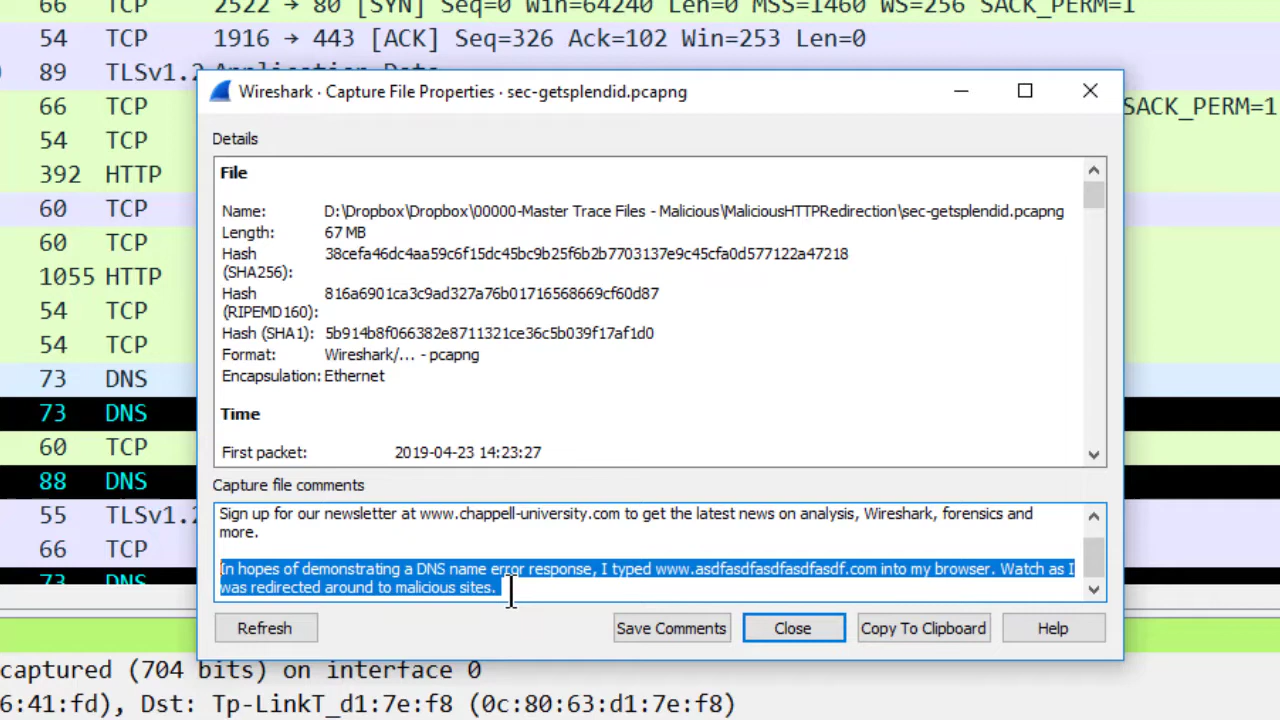 66 TCP 2522 → 80 [SYN] Seq=0 Win=64240 Len=0 MSS=1460 WS=256 SACK_PERM=1
54 TCP 1916 → 443 [ACK] Seq=326 Ack=102 Win=253 Len=0
89 TLSv1.2 Application Data
Wireshark · Capture File Properties · sec-getsplendid.pcapng
66 TCP SACK_PERM=1
Details
54 TCP
392 HTTP
File
60 TCP
Name: D:\Dropbox\Dropbox\00000-Master Trace Files - Malicious\MaliciousHTTPRedirection\sec-getsplendid.pcapng
Length: 67 MB
60 TCP
Hash (SHA256): 38cefa46dc4aa59c6f15dc45bc9b25f6b2b7703137e9c45cfa0d577122a47218
1055 HTTP
Hash (RIPEMD160): 816a6901ca3c9ad327a76b01716568669cf60d87
54 TCP
Hash (SHA1): 5b914b8f066382e8711321ce36c5b039f17af1d0
54 TCP
Format: Wireshark/... - pcapng
Encapsulation: Ethernet
73 DNS
Time
73 DNS
First packet: 2019-04-23 14:23:27
60 TCP
88 DNS
Capture file comments
55 TLSv1.2
Sign up for our newsletter at www.chappell-university.com to get the latest news on analysis, Wireshark, forensics and
more.
66 TCP
In hopes of demonstrating a DNS name error response, I typed www.asdfasdfasdfasdfasdf.com into my browser. Watch as I
73 DNS
was redirected around to malicious sites.
Refresh Save Comments Close Copy To Clipboard Help
captured (704 bits) on interface 0
6:41:fd), Dst: Tp-LinkT_d1:7e:f8 (0c:80:63:d1:7e:f8)